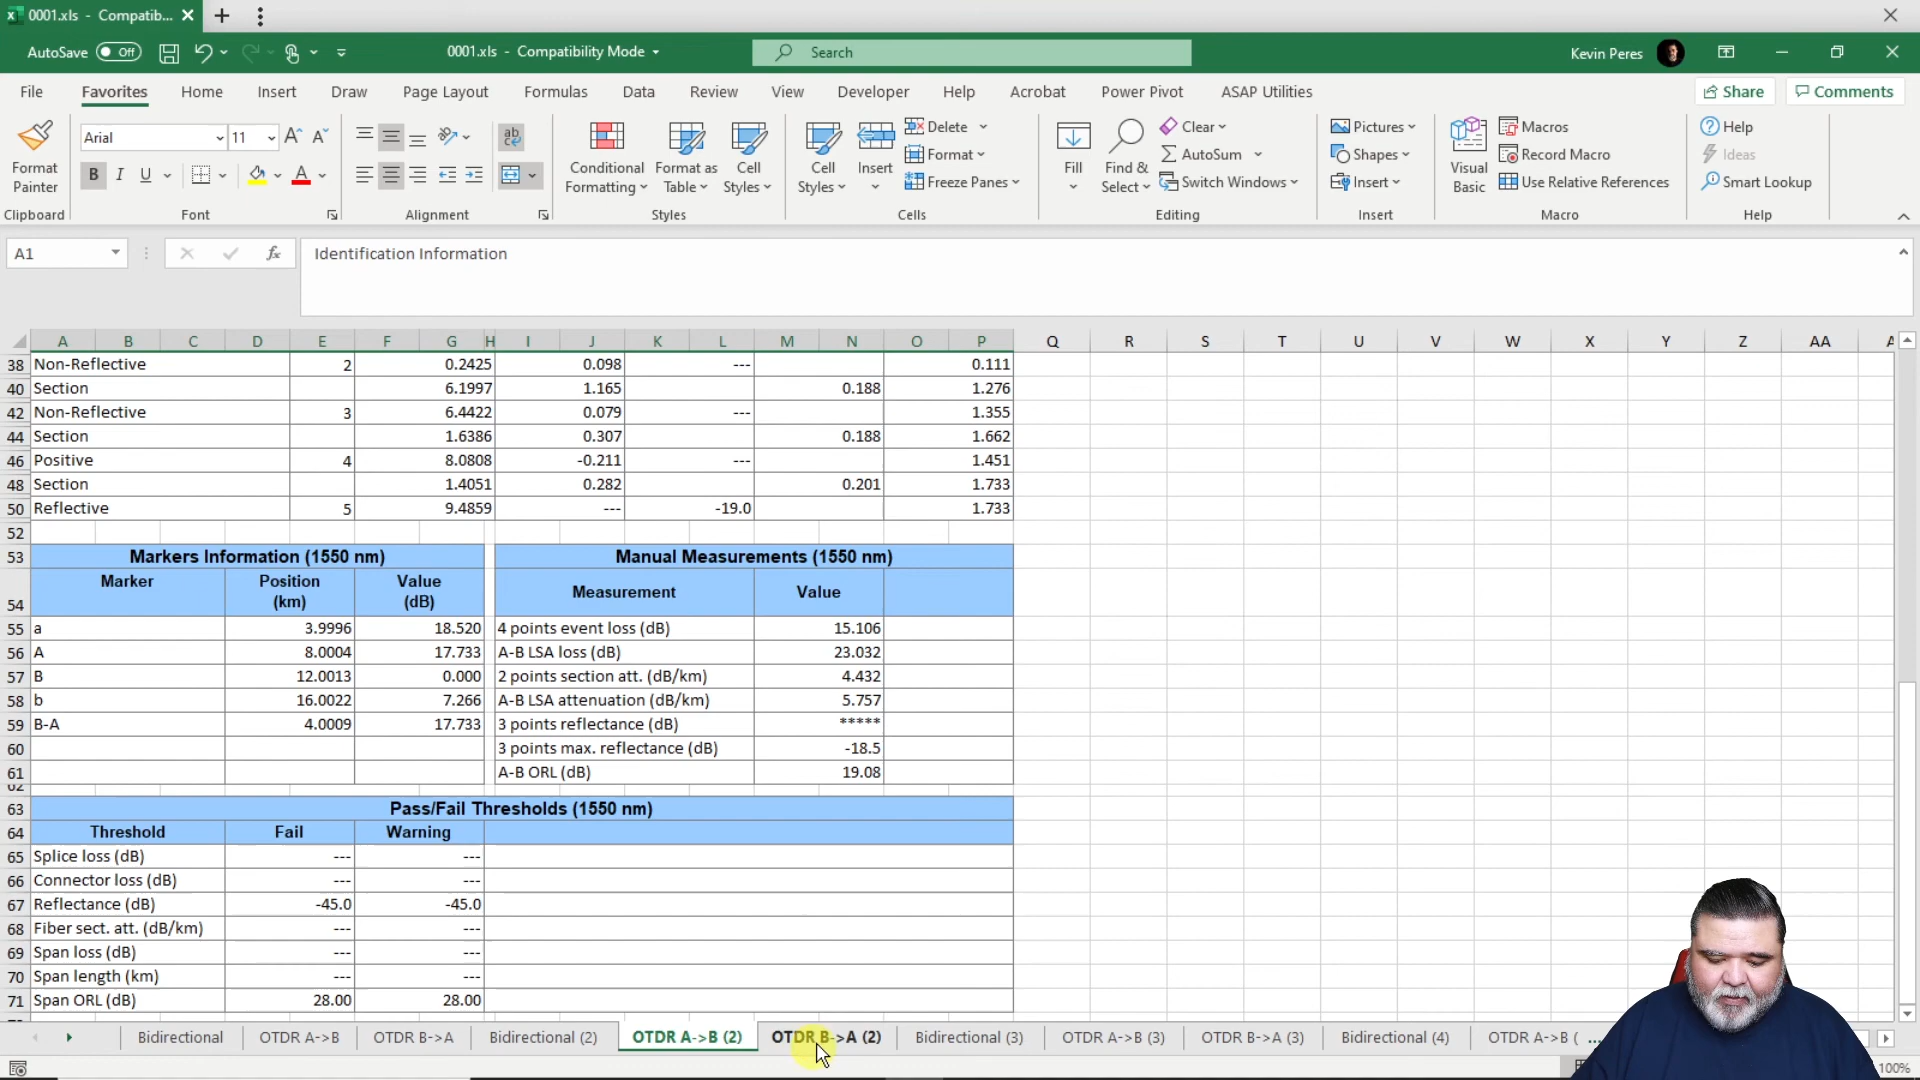 0001.xls - Compatib...
AutoSave Off
0001.xls - Compatibility Mode
Search
Kevin Peres
File Favorites Home Insert Draw Page Layout Formulas Data Review View Developer Help Acrobat Power Pivot ASAP Utilities Share Comments
Format Painter
Clipboard
Arial 11
B I U
Font
Alignment
Conditional Formatting
Format as Table
Cell Styles
Styles
Cell Styles
Insert
Delete
Format
Freeze Panes
Cells
Fill
Find & Select
Clear
AutoSum
Switch Windows
Editing
Pictures
Shapes
Insert
Insert
Visual Basic
Macros
Record Macro
Use Relative References
Macro
Help
Ideas
Smart Lookup
Help
A1 fx Identification Information
A B C D E F G H I J K L M N O P Q R S T U V W X Y Z AA
38 Non-Reflective 2 0.2425 0.098 --- 0.111
40 Section 6.1997 1.165 0.188 1.276
42 Non-Reflective 3 6.4422 0.079 --- 1.355
44 Section 1.6386 0.307 0.188 1.662
46 Positive 4 8.0808 -0.211 --- 1.451
48 Section 1.4051 0.282 0.201 1.733
50 Reflective 5 9.4859 --- -19.0 1.733
52
53 Markers Information (1550 nm) Manual Measurements (1550 nm)
54 Marker Position (km) Value (dB) Measurement Value
55 a 3.9996 18.520 4 points event loss (dB) 15.106
56 A 8.0004 17.733 A-B LSA loss (dB) 23.032
57 B 12.0013 0.000 2 points section att. (dB/km) 4.432
58 b 16.0022 7.266 A-B LSA attenuation (dB/km) 5.757
59 B-A 4.0009 17.733 3 points reflectance (dB) *****
60 3 points max. reflectance (dB) -18.5
61 A-B ORL (dB) 19.08
62
63 Pass/Fail Thresholds (1550 nm)
64 Threshold Fail Warning
65 Splice loss (dB) --- ---
66 Connector loss (dB) --- ---
67 Reflectance (dB) -45.0 -45.0
68 Fiber sect. att. (dB/km) --- ---
69 Span loss (dB) --- ---
70 Span length (km) --- ---
71 Span ORL (dB) 28.00 28.00
Bidirectional OTDR A->B OTDR B->A Bidirectional (2) OTDR A->B (2) OTDR B->A (2) Bidirectional (3) OTDR A->B (3) OTDR B->A (3) Bidirectional (4) OTDR A->B ( ...
100%